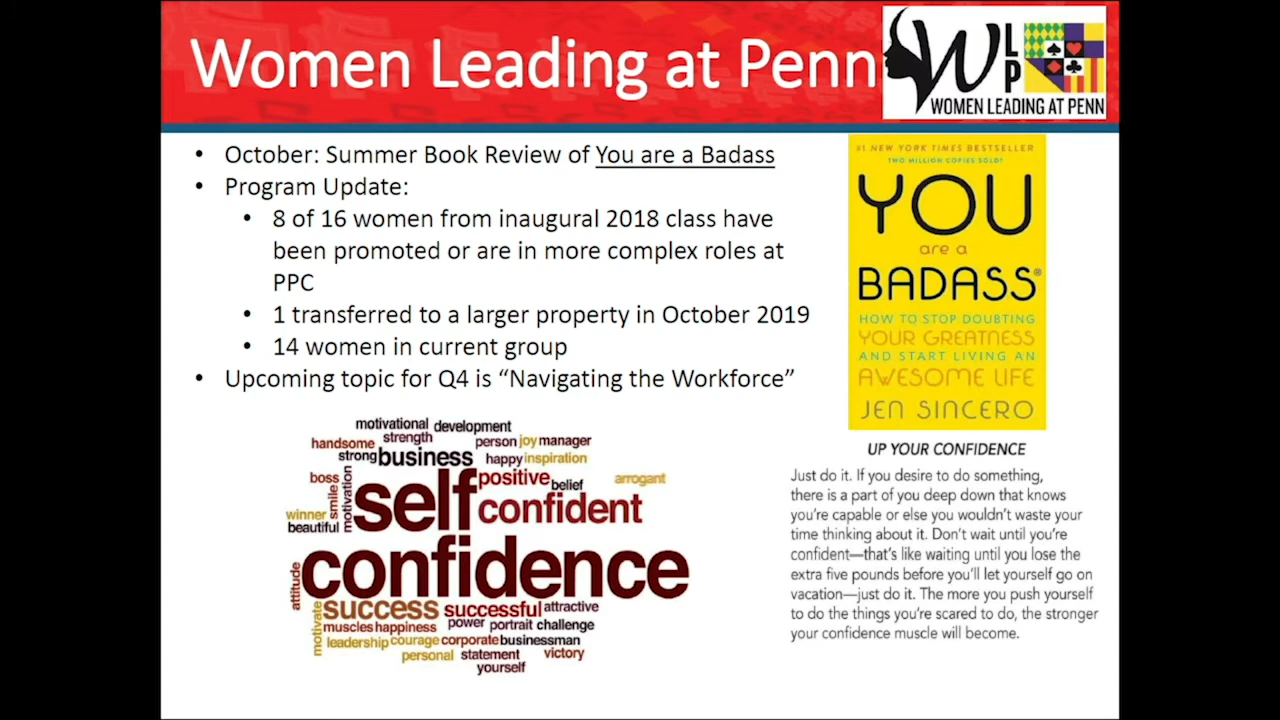 Women Leading at Penn
WLP
WOMEN LEADING AT PENN
• October: Summer Book Review of You are a Badass
• Program Update:
• 8 of 16 women from inaugural 2018 class have
been promoted or are in more complex roles at
PPC
• 1 transferred to a larger property in October 2019
• 14 women in current group
• Upcoming topic for Q4 is “Navigating the Workforce”
#1 NEW YORK TIMES BESTSELLER
TWO MILLION COPIES SOLD!
YOU
are a
BADASS®
HOW TO STOP DOUBTING
YOUR GREATNESS
AND START LIVING AN
AWESOME LIFE
JEN SINCERO
motivational development
handsome strength person joy manager
strong business happy inspiration
boss smile motivation self positive belief arrogant
winner confident
beautiful
attitude confidence
motivate success successful attractive
muscles happiness power portrait challenge
leadership courage corporate businessman
personal statement victory
yourself
UP YOUR CONFIDENCE
Just do it. If you desire to do something,
there is a part of you deep down that knows
you’re capable or else you wouldn’t waste your
time thinking about it. Don’t wait until you’re
confident—that’s like waiting until you lose the
extra five pounds before you’ll let yourself go on
vacation—just do it. The more you push yourself
to do the things you’re scared to do, the stronger
your confidence muscle will become.